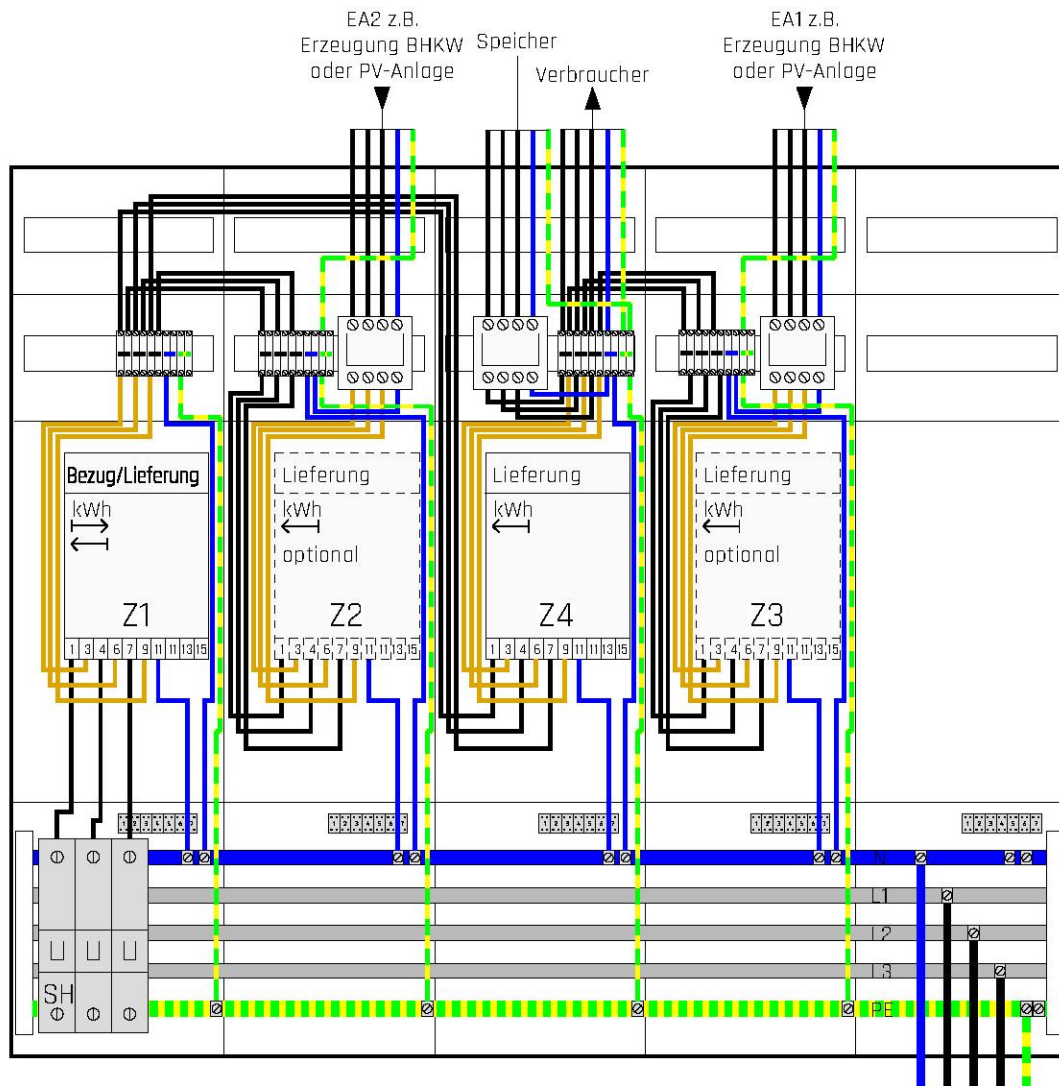 EA2 z.B.
Erzeugung BHKW
oder PV-Anlage
Speicher
Verbraucher
EA1 z.B.
Erzeugung BHKW
oder PV-Anlage
Bezug/Lieferung
kWh
Z1
1 3 4 6 7 9 11 11 13 15
Lieferung
kWh
optional
Z2
1 3 4 6 7 9 11 11 13 15
Lieferung
kWh
Z4
1 3 4 6 7 9 11 11 13 15
Lieferung
kWh
optional
Z3
1 3 4 6 7 9 11 11 13 15
N
L1
L2
L3
SH
PE